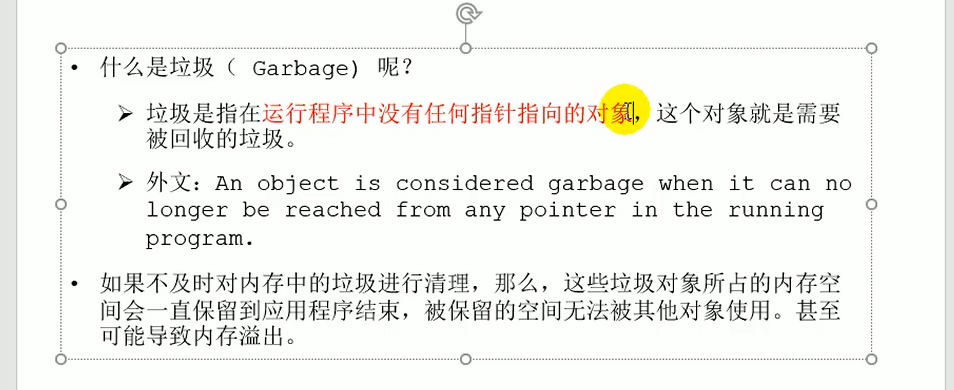 • 什么是垃圾（ Garbage) 呢？
➢ 垃圾是指在运行程序中没有任何指针指向的对象，这个对象就是需要
被回收的垃圾。
➢ 外文：An object is considered garbage when it can no
longer be reached from any pointer in the running
program.
• 如果不及时对内存中的垃圾进行清理，那么，这些垃圾对象所占的内存空
间会一直保留到应用程序结束，被保留的空间无法被其他对象使用。甚至
可能导致内存溢出。